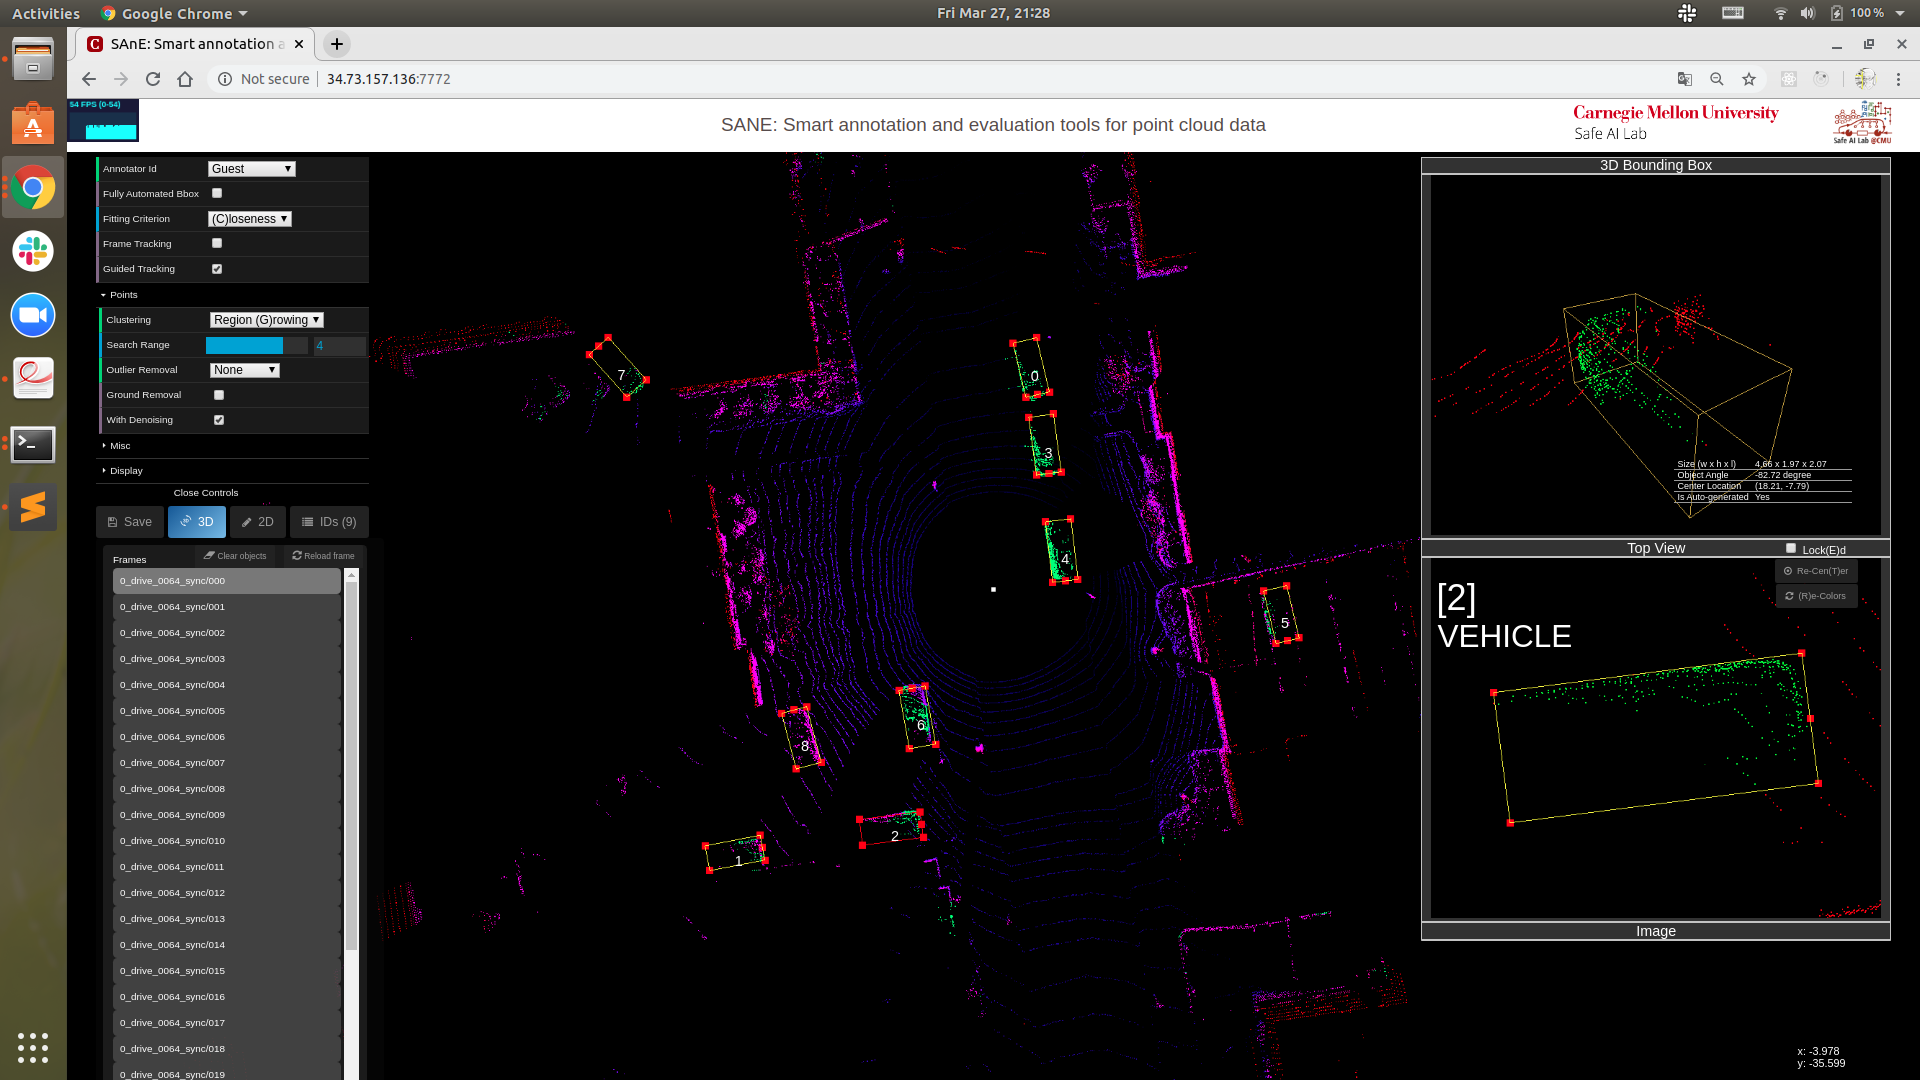 Activities
Google Chrome
Fri Mar 27, 21:28
100 %
SAnE: Smart annotation a
Not secure
34.73.157.136:7772
54 FPS (0-54)
SANE: Smart annotation and evaluation tools for point cloud data
Carnegie Mellon University
Safe AI Lab
Safe AI Lab @CMU
Annotator Id
Guest
Fully Automated Bbox
Fitting Criterion
(C)loseness
Frame Tracking
Guided Tracking
Points
Clustering
Region (G)rowing
Search Range
4
Outlier Removal
None
Ground Removal
With Denoising
Misc
Display
Close Controls
Save
3D
2D
IDs (9)
Frames
Clear objects
Reload frame
0_drive_0064_sync/000
0_drive_0064_sync/001
0_drive_0064_sync/002
0_drive_0064_sync/003
0_drive_0064_sync/004
0_drive_0064_sync/005
0_drive_0064_sync/006
0_drive_0064_sync/007
0_drive_0064_sync/008
0_drive_0064_sync/009
0_drive_0064_sync/010
0_drive_0064_sync/011
0_drive_0064_sync/012
0_drive_0064_sync/013
0_drive_0064_sync/014
0_drive_0064_sync/015
0_drive_0064_sync/016
0_drive_0064_sync/017
0_drive_0064_sync/018
0_drive_0064_sync/019
7
0
3
4
5
6
8
2
1
3D Bounding Box
Size (w x h x l) 4.66 x 1.97 x 2.07
Object Angle -82.72 degree
Center Location (18.21, -7.79)
Is Auto-generated Yes
Top View
Lock(E)d
Re-Cen(T)er
(R)e-Colors
[2]
VEHICLE
Image
x: -3.978
y: -35.599